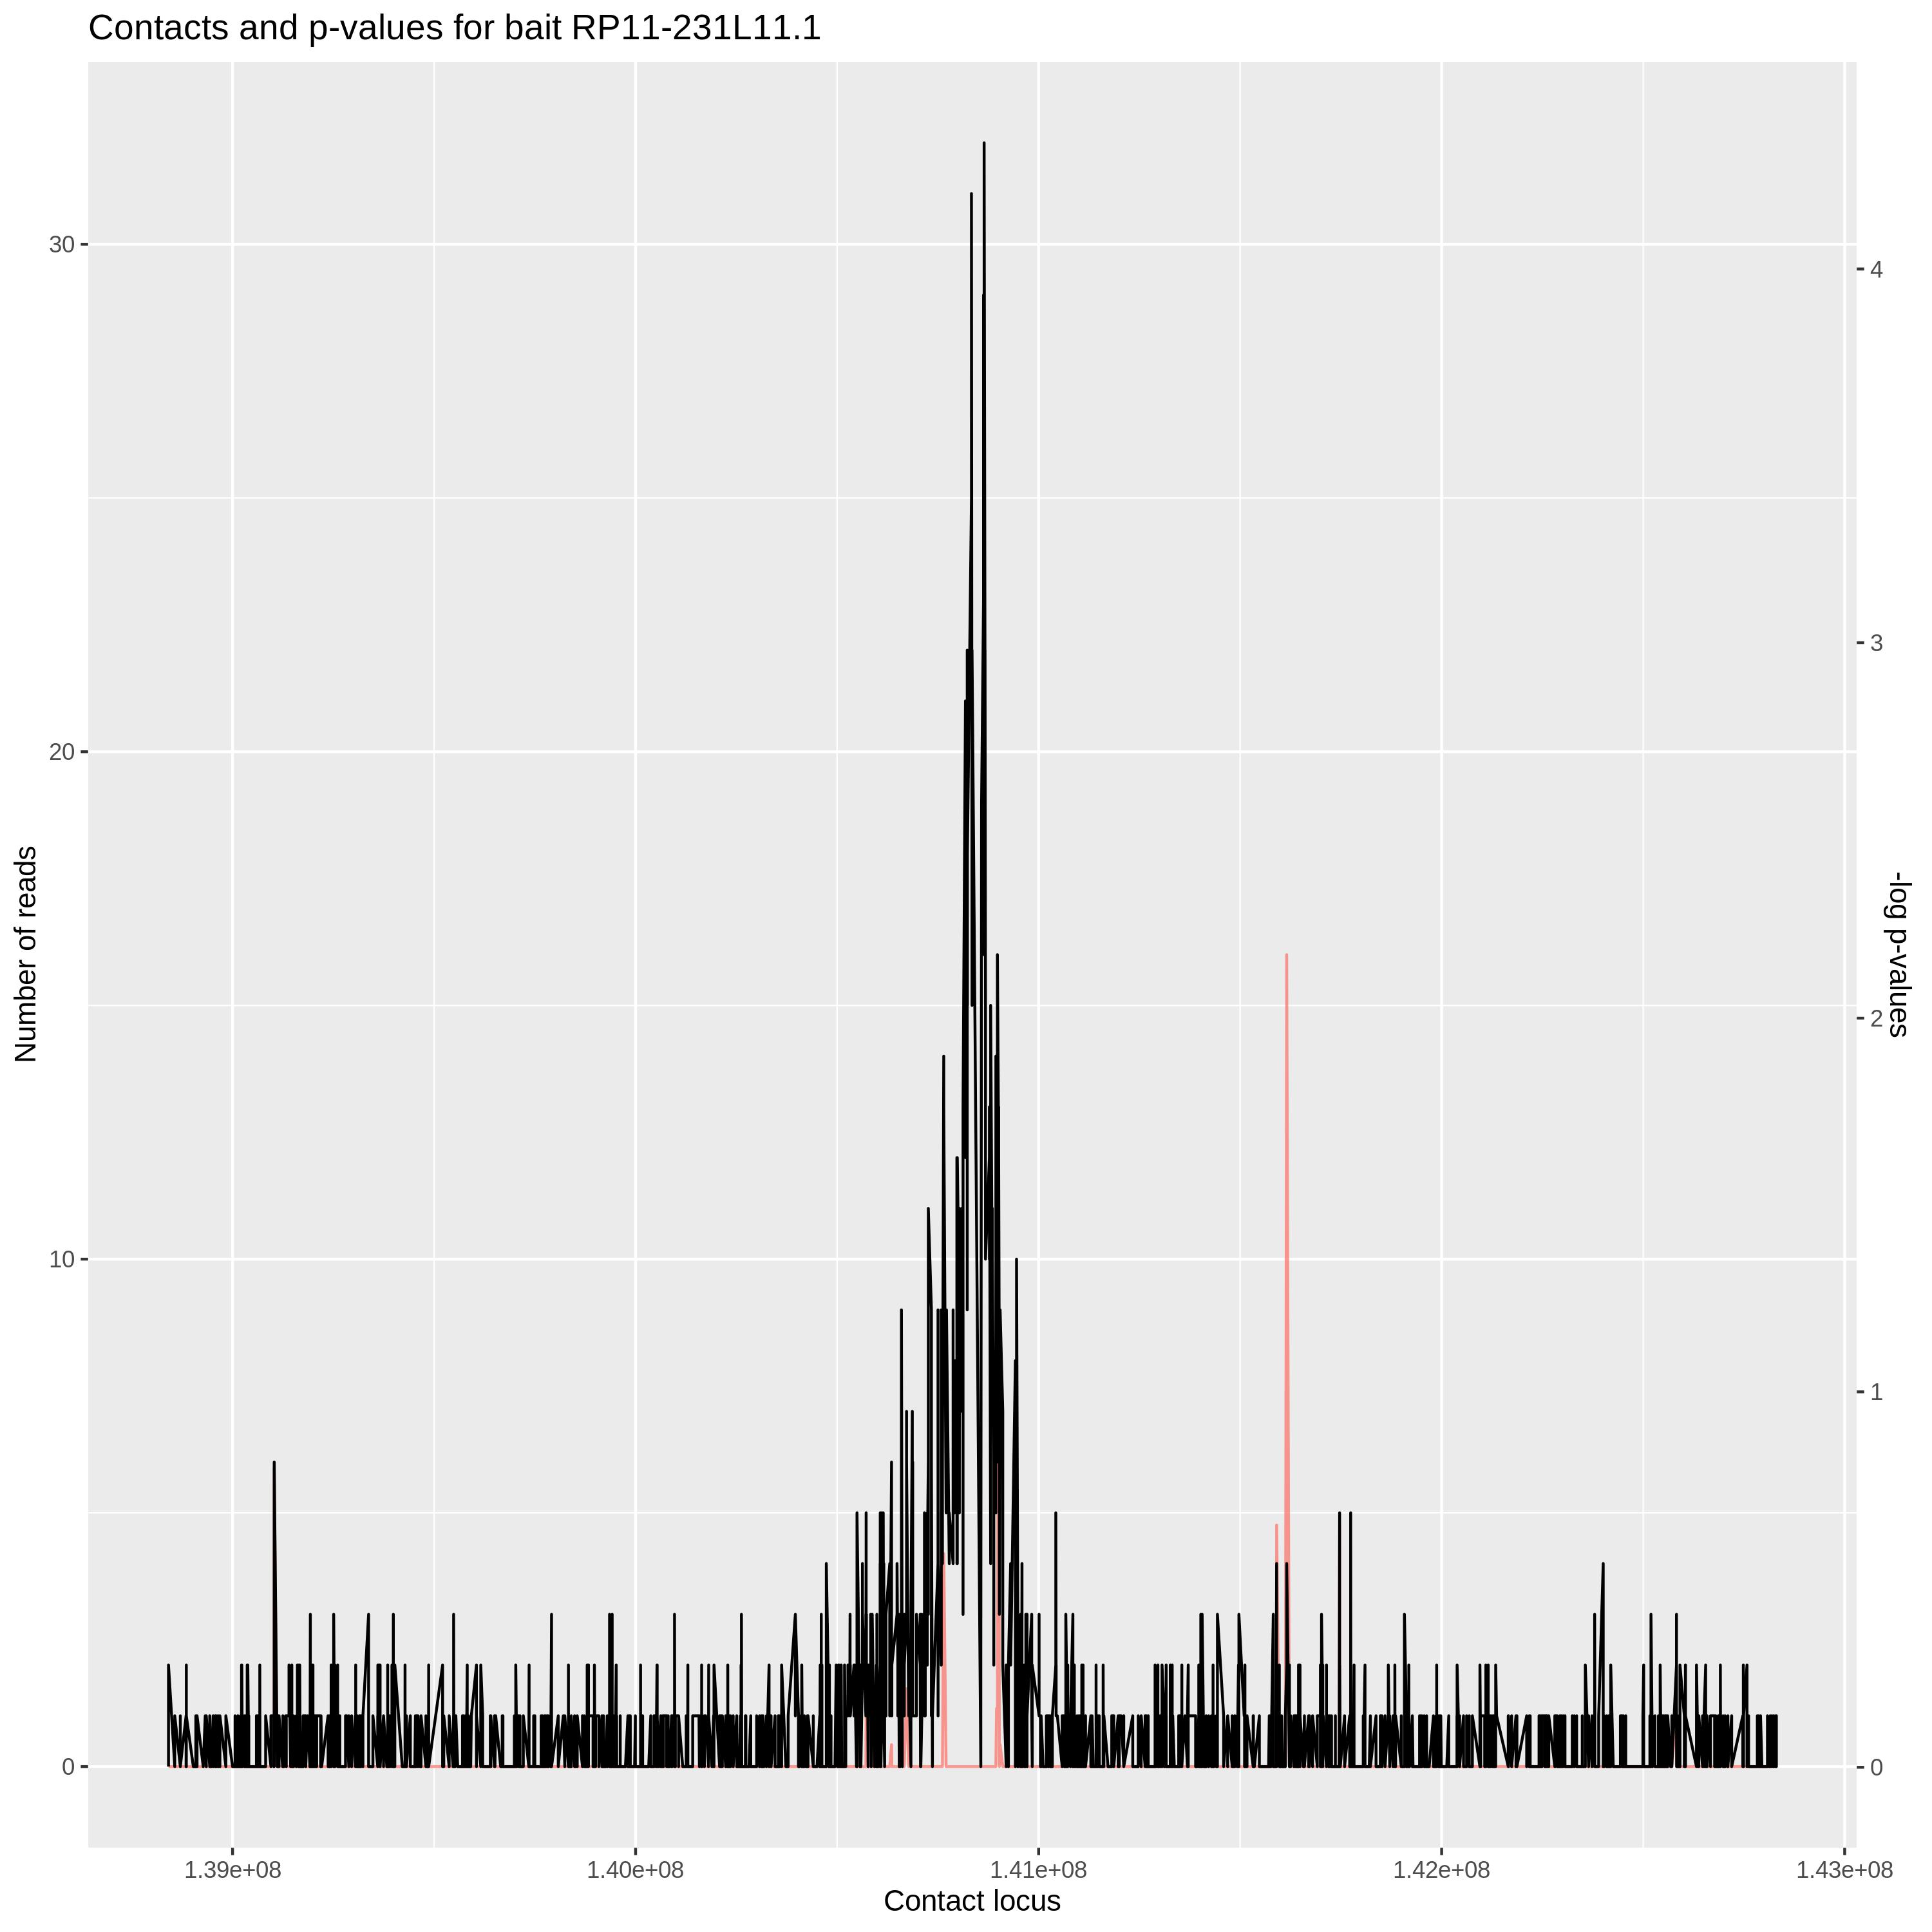 Contacts and p-values for bait RP11-231L11.1
30
20
10
0
Number of reads
4
3
2
1
0
-log p-values
1.39e+08
1.40e+08
1.41e+08
1.42e+08
1.43e+08
Contact locus